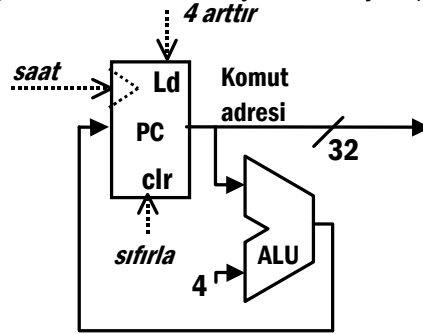 4 arttır
saat
Ld
Komut
adresi
PC
32
clr
sıfırla
ALU
4